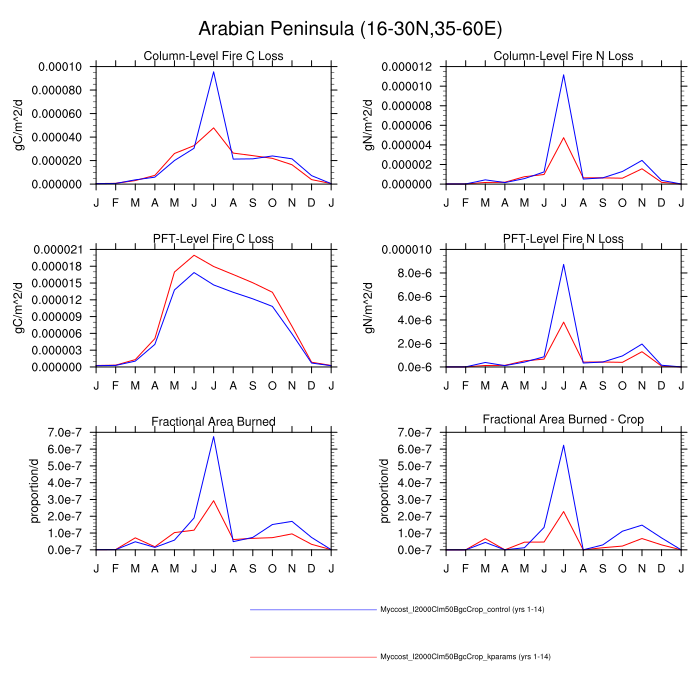 Arabian Peninsula (16-30N,35-60E)
Column-Level Fire C Loss
gC/m^2/d
0.00010
0.000080
0.000060
0.000040
0.000020
0.000000
J F M A M J J A S O N D J
Column-Level Fire N Loss
gN/m^2/d
0.000012
0.000010
0.000008
0.000006
0.000004
0.000002
0.000000
J F M A M J J A S O N D J
PFT-Level Fire C Loss
gC/m^2/d
0.000021
0.000018
0.000015
0.000012
0.000009
0.000006
0.000003
0.000000
J F M A M J J A S O N D J
PFT-Level Fire N Loss
gN/m^2/d
0.000010
8.0e-6
6.0e-6
4.0e-6
2.0e-6
0.0e-6
J F M A M J J A S O N D J
Fractional Area Burned
proportion/d
7.0e-7
6.0e-7
5.0e-7
4.0e-7
3.0e-7
2.0e-7
1.0e-7
0.0e-7
J F M A M J J A S O N D J
Fractional Area Burned - Crop
proportion/d
7.0e-7
6.0e-7
5.0e-7
4.0e-7
3.0e-7
2.0e-7
1.0e-7
0.0e-7
J F M A M J J A S O N D J
Myccost_I2000Clm50BgcCrop_control (yrs 1-14)
Myccost_I2000Clm50BgcCrop_kparams (yrs 1-14)